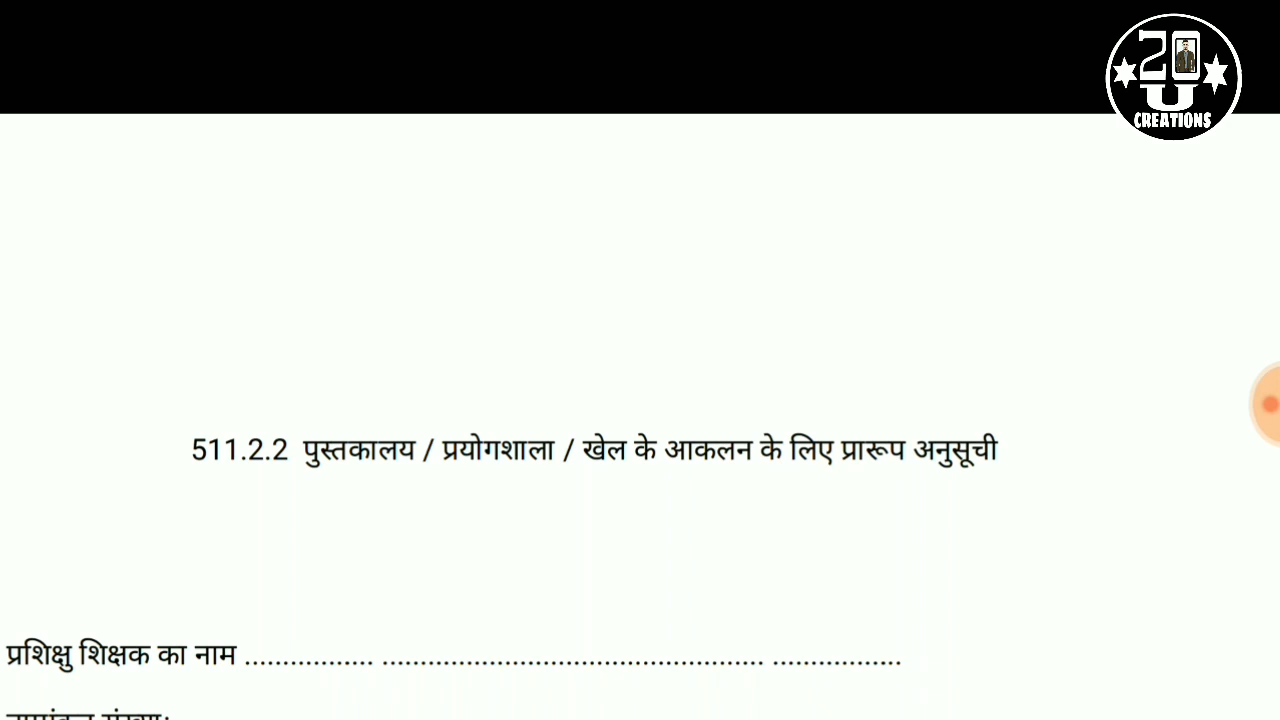 20
U
CREATIONS
511.2.2 पुस्तकालय / प्रयोगशाला / खेल के आकलन के लिए प्रारूप अनुसूची
प्रशिक्षु शिक्षक का नाम ................. .................................................. .................